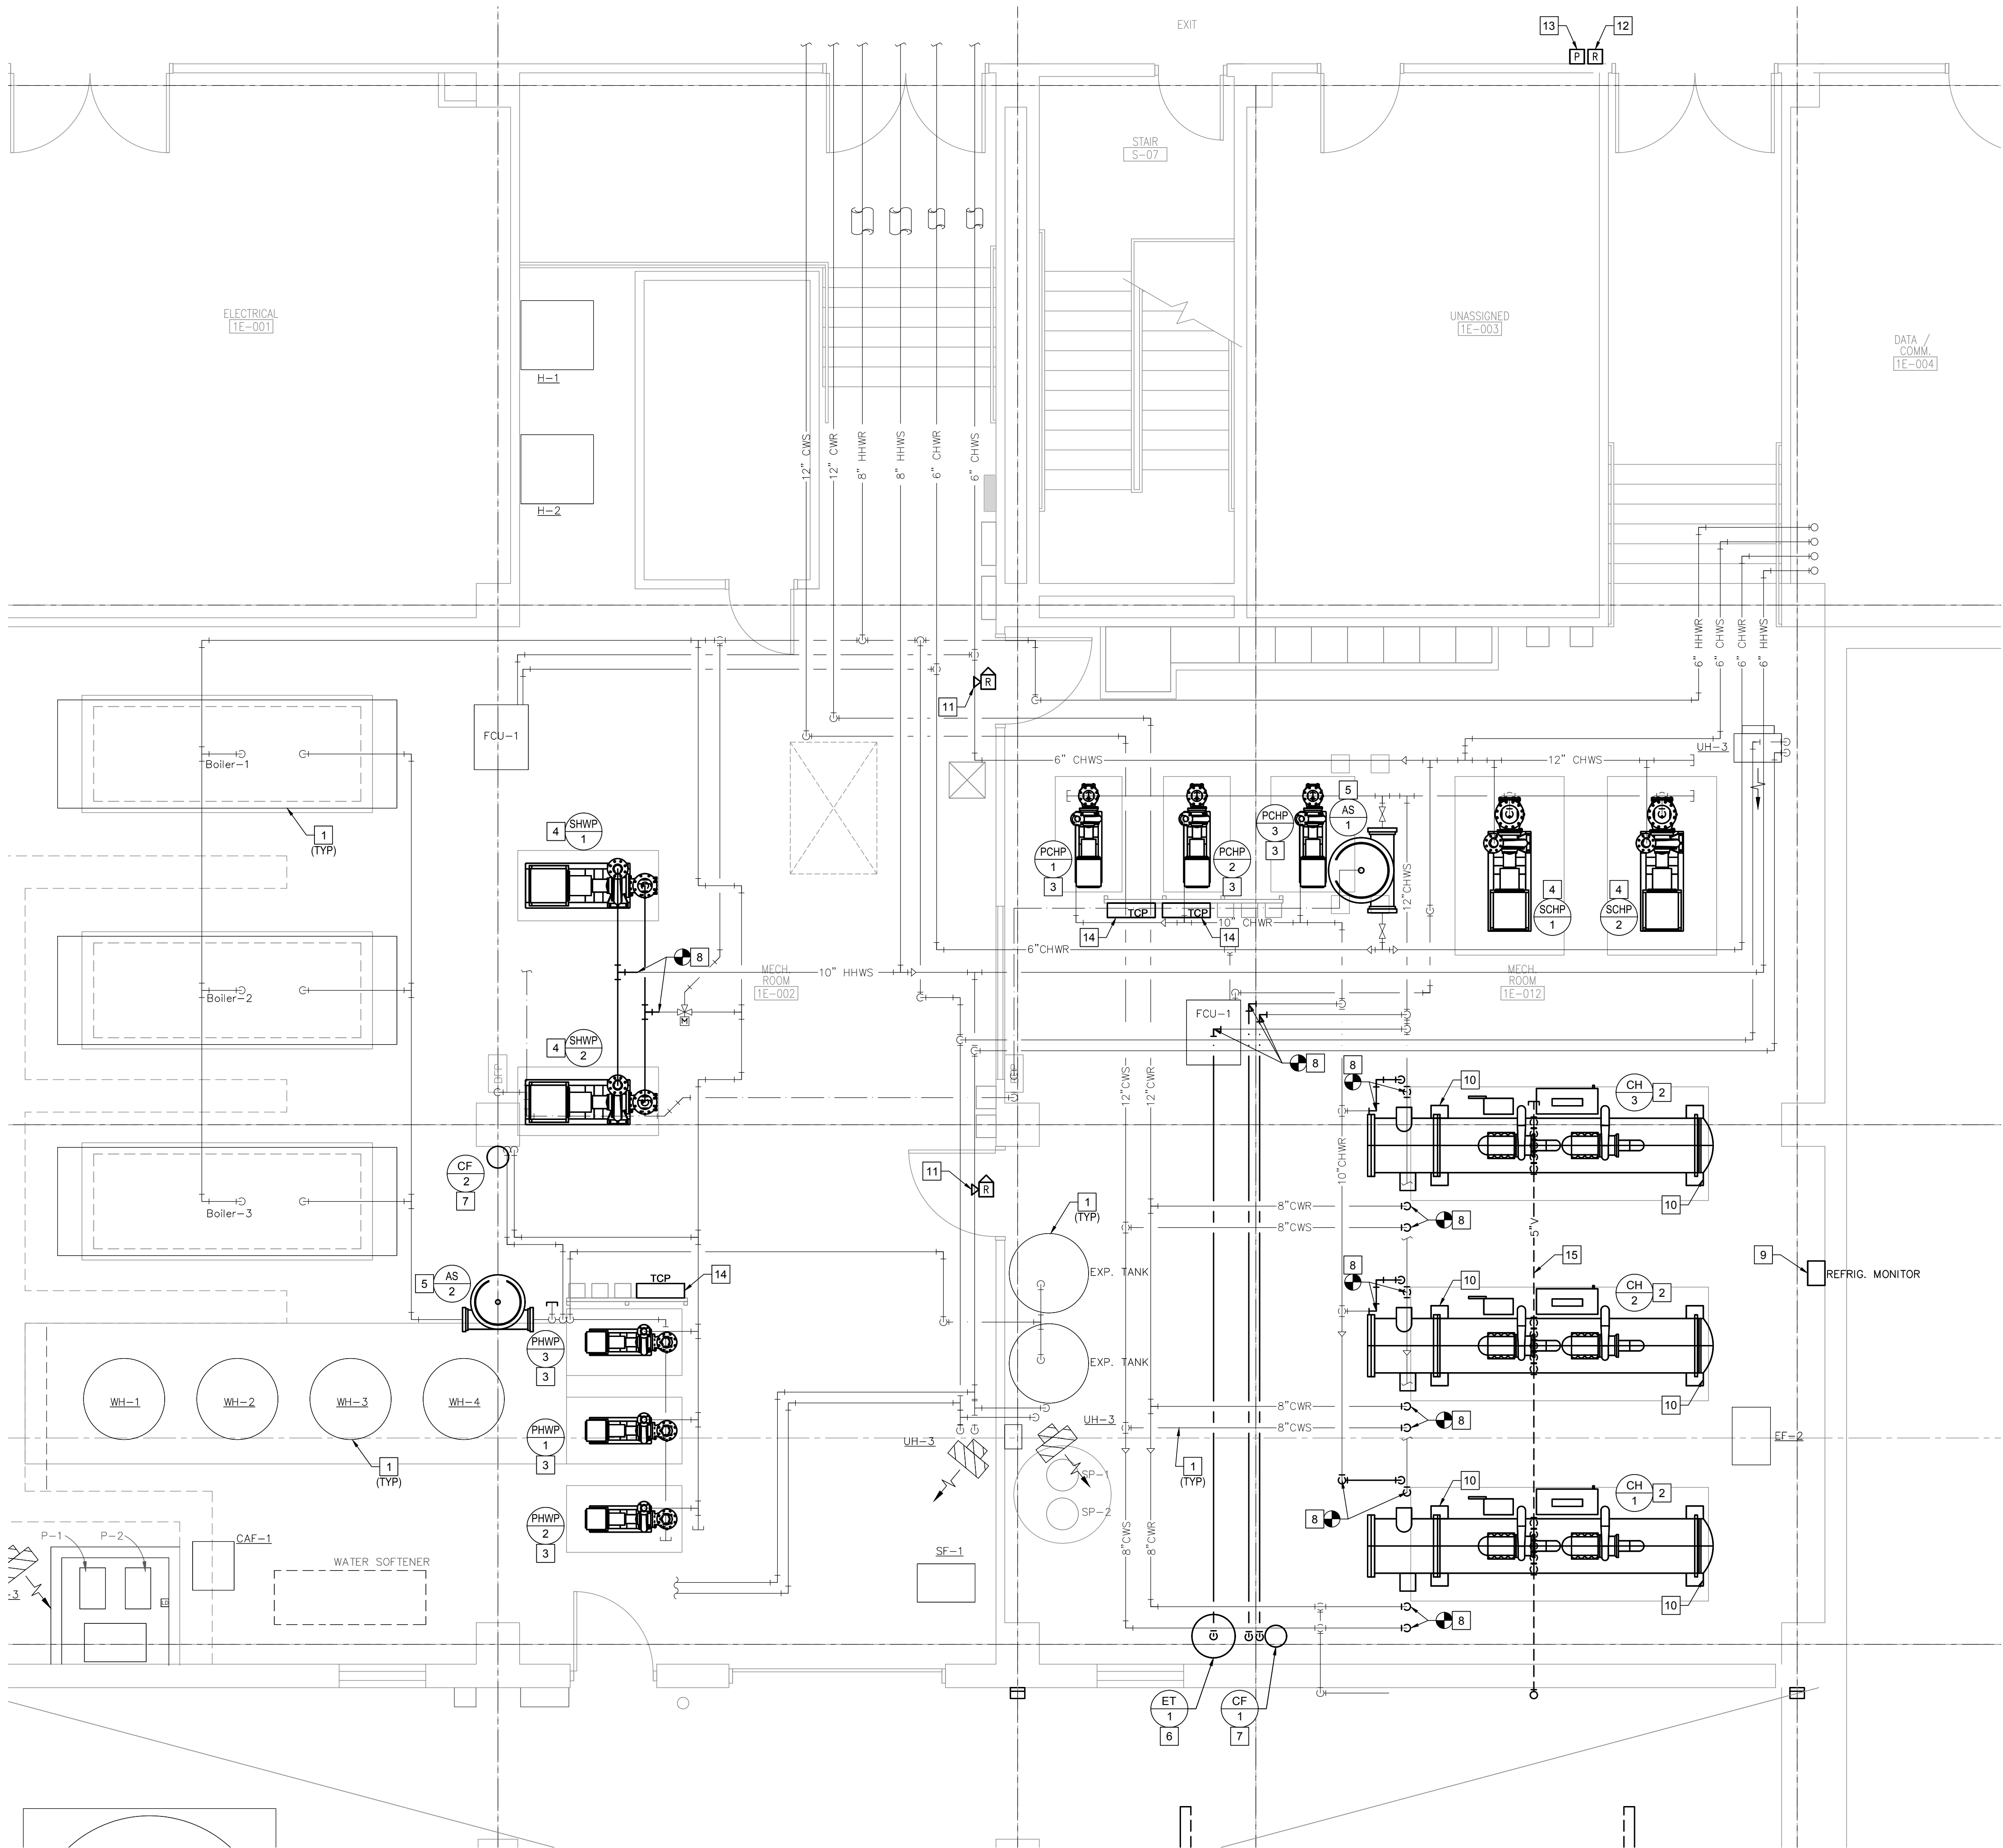 EXIT
13
P
R
12
STAIR
S-07
ELECTRICAL
1E-001
UNASSIGNED
1E-003
DATA /
COMM.
1E-004
H-1
H-2
12" CWS
12" CWR
8" HHWR
8" HHWS
6" CHWR
6" CHWS
6" HHWR
6" CHWS
6" CHWR
6" HHWS
R
11
FCU-1
Boiler-1
1
(TYP)
UH-3
6" CHWS
12" CHWS
4
SHWP
1
PCHP
1
3
PCHP
2
3
PCHP
3
3
5
AS
1
12"CHWS
4
SCHP
1
4
SCHP
2
TCP
TCP
14
14
10" CHWR
6"CHWR
8
10" HHWS
MECH.
ROOM
1E-002
MECH.
ROOM
1E-012
Boiler-2
M
FCU-1
8
4
SHWP
2
12"CWS
12"CWR
8
10
CH
3
2
10"CHWR
10
11
R
CF
2
7
Boiler-3
1
(TYP)
8"CWR
8"CWS
8
5"V
15
9
REFRIG. MONITOR
EXP. TANK
5
AS
2
TCP
14
8
10
CH
2
2
10
PHWP
3
3
EXP. TANK
WH-1
WH-2
WH-3
WH-4
1
(TYP)
PHWP
1
3
UH-3
UH-3
8"CWR
8"CWS
8
1
(TYP)
EF-2
SP-1
SP-2
8
10
CH
1
2
10
PHWP
2
3
P-1
P-2
CAF-1
WATER SOFTENER
SF-1
8"CWS
8"CWR
8
-3
ET
1
6
CF
1
7